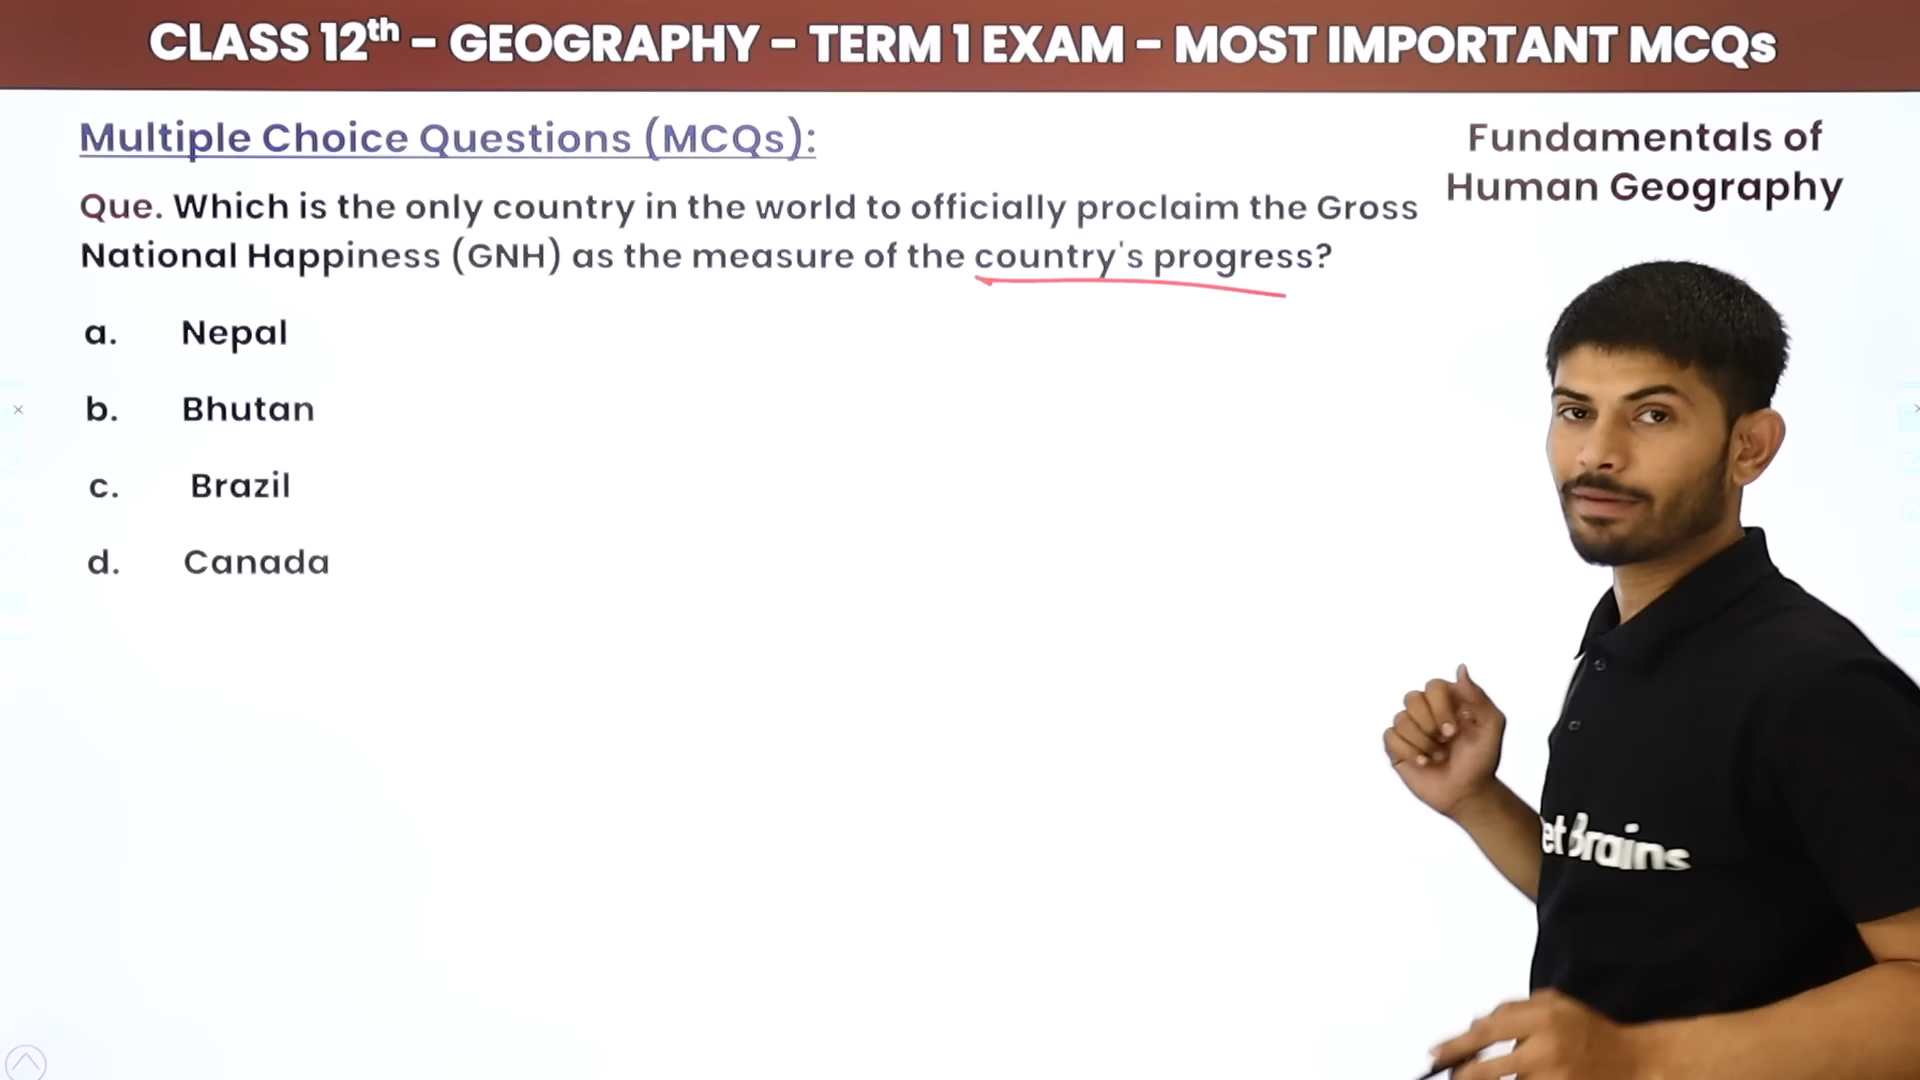 CLASS 12th - GEOGRAPHY - TERM 1 EXAM - MOST IMPORTANT MCQs
Multiple Choice Questions (MCQs):
Fundamentals of
Human Geography
Que. Which is the only country in the world to officially proclaim the Gross
National Happiness (GNH) as the measure of the country's progress?
a. Nepal
b. Bhutan
c. Brazil
d. Canada
et Brains